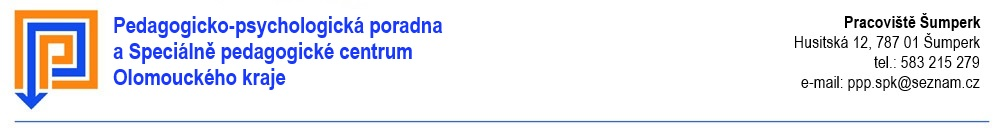 Pedagogicko-psychologická poradna
a Speciálně pedagogické centrum
Olomouckého kraje
Pracoviště Šumperk
Husitská 12, 787 01 Šumperk
tel.: 583 215 279
e-mail: ppp.spk@seznam.cz